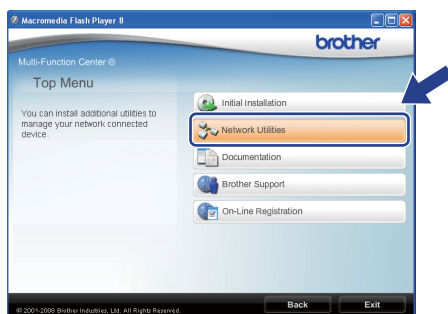 Macromedia Flash Player 8
brother
Multi-Function Center ®
Top Menu
You can install additional utilities to
manage your network connected
device.
Initial Installation
Network Utilities
Documentation
Brother Support
On-Line Registration
© 2001-2008 Brother Industries, Ltd. All Rights Reserved.
Back
Exit